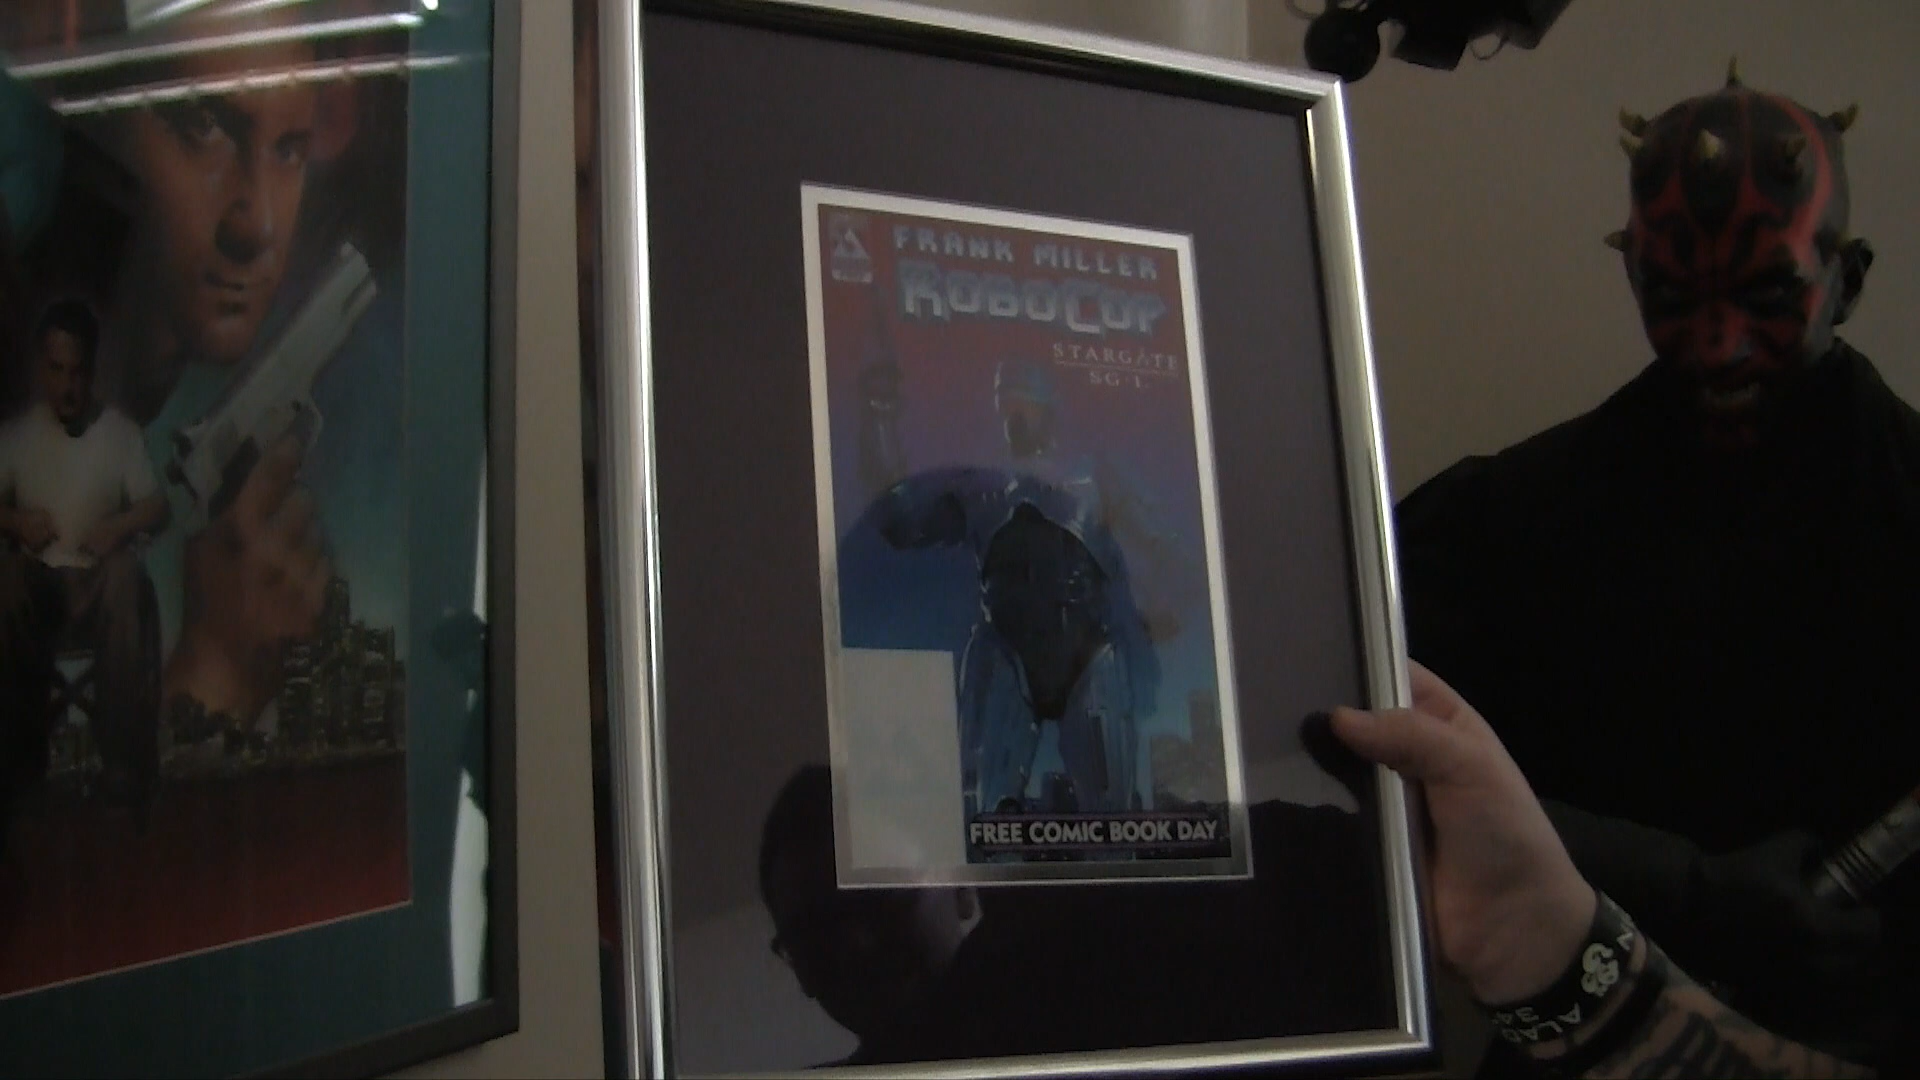 FRANK MILLER
ROBOCOP
STARGATE
SG·1
FREE COMIC BOOK DAY